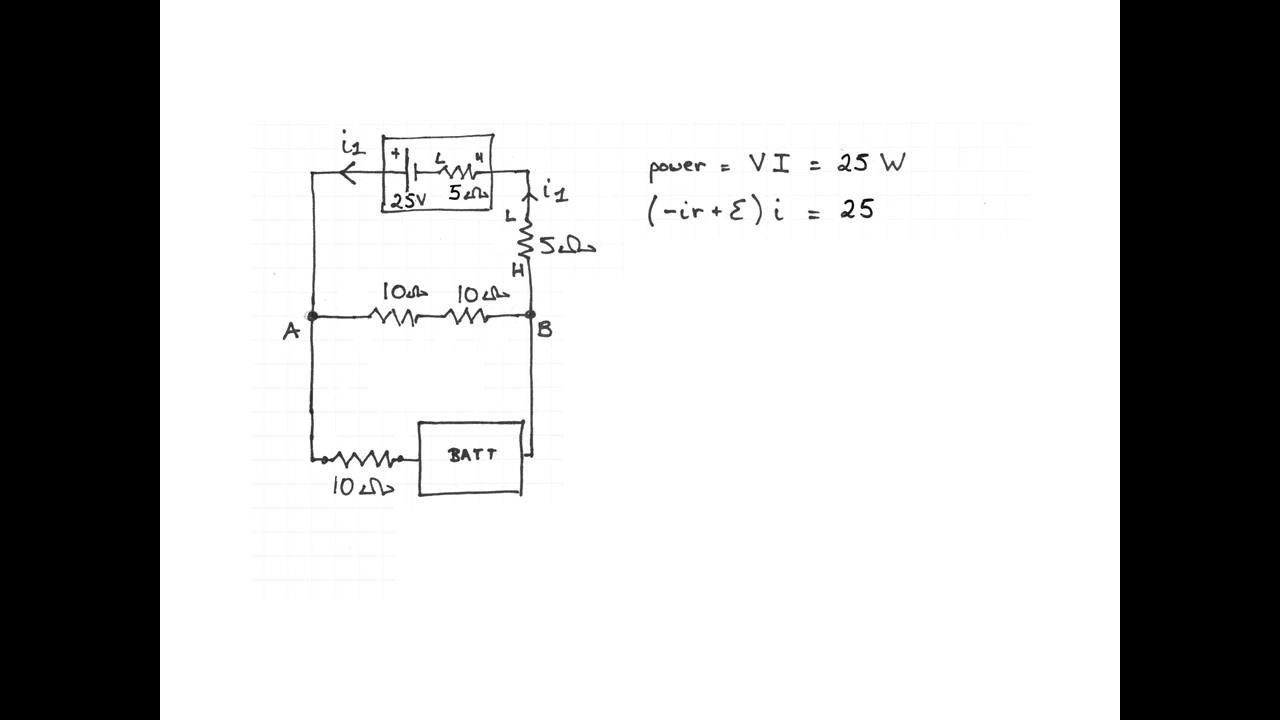 i1
+
L
H
25V
5Ω
i1
L
5Ω
H
10Ω
10Ω
A
B
BATT
10Ω
power = VI = 25 W
(-ir + Ɛ) i = 25